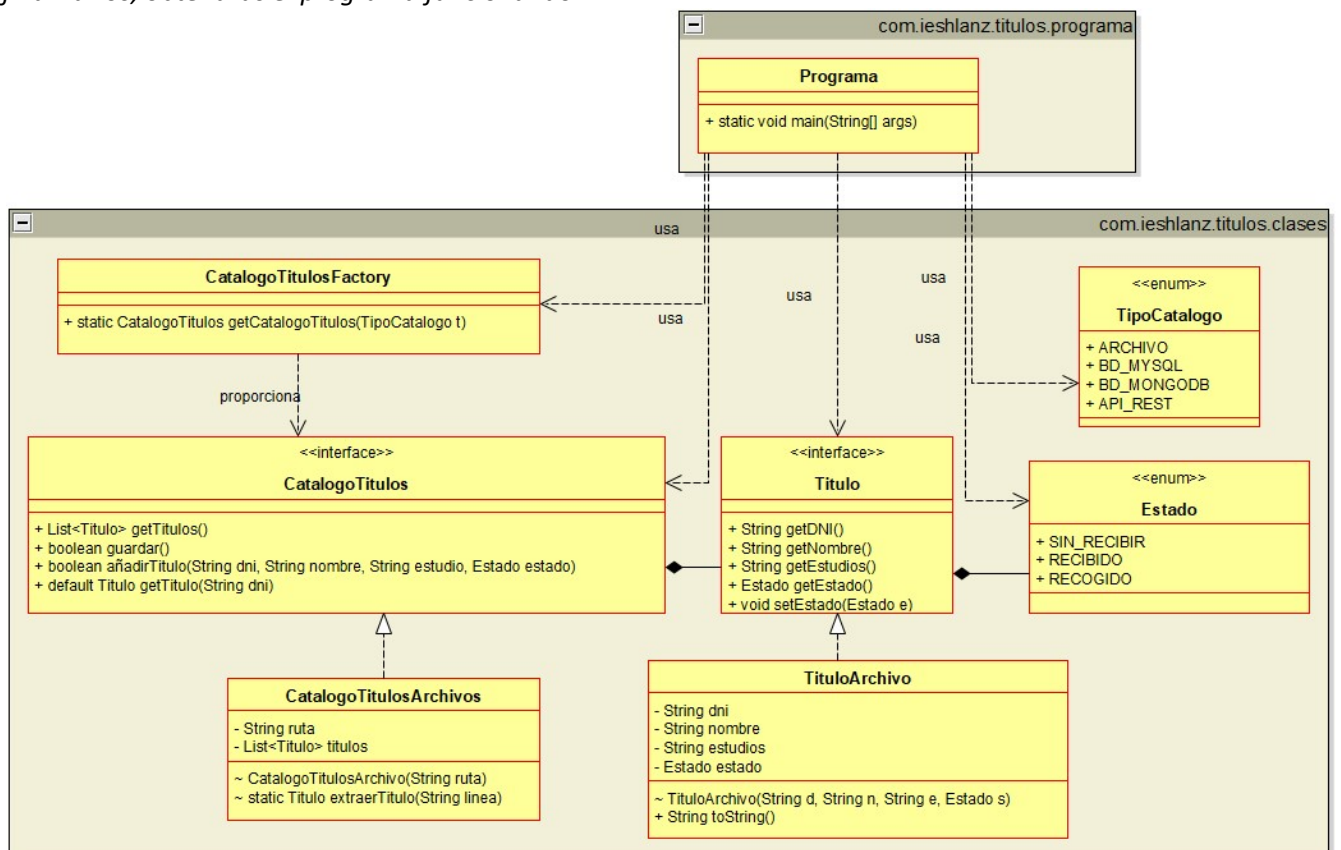 el programa funcionando
com.ieshlanz.titulos.programa
Programa
+ static void main(String[] args)
com.ieshlanz.titulos.clases
usa
CatalogoTitulosFactory
+ static CatalogoTitulos getCatalogoTitulos(TipoCatalogo t)
usa
usa
usa
usa
<<enum>>
TipoCatalogo
+ ARCHIVO
+ BD_MYSQL
+ BD_MONGODB
+ API_REST
proporciona
<<interface>>
CatalogoTitulos
+ List<Titulo> getTitulos()
+ boolean guardar()
+ boolean añadirTitulo(String dni, String nombre, String estudio, Estado estado)
+ default Titulo getTitulo(String dni)
<<interface>>
Titulo
+ String getDNI()
+ String getNombre()
+ String getEstudios()
+ Estado getEstado()
+ void setEstado(Estado e)
<<enum>>
Estado
+ SIN_RECIBIR
+ RECIBIDO
+ RECOGIDO
CatalogoTitulosArchivos
- String ruta
- List<Titulo> titulos
~ CatalogoTitulosArchivo(String ruta)
~ static Titulo extraerTitulo(String linea)
TituloArchivo
- String dni
- String nombre
- String estudios
- Estado estado
~ TituloArchivo(String d, String n, String e, Estado s)
+ String toString()